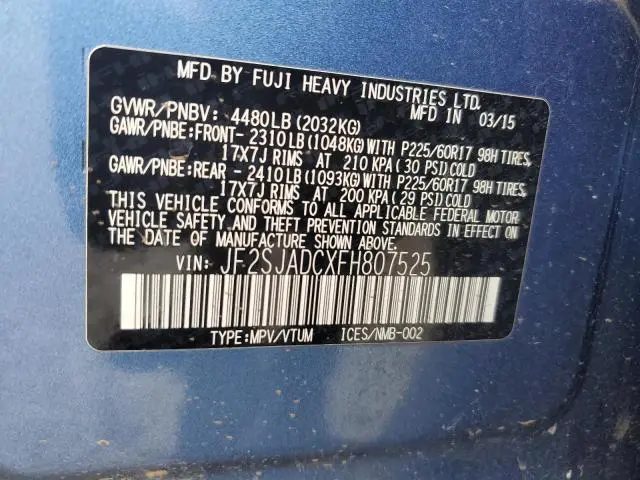 MFD BY FUJI HEAVY INDUSTRIES LTD.
MFD IN 03/15
GVWR/PNBV: 4480LB(2032KG)
GAWR/PNBE:FRONT-2310LB(1048KG)WITH P225/60R17 98H TIRES,
17X7J RIMS AT 210 KPA(30 PSI)COLD
GAWR/PNBE:REAR -2410LB(1093KG)WITH P225/60R17 98H TIRES,
17X7J RIMS AT 200 KPA(29 PSI)COLD
THIS VEHICLE CONFORMS TO ALL APPLICABLE FEDERAL MOTOR
VEHICLE SAFETY AND THEFT PREVENTION STANDARDS IN EFFECT
ON THE DATE OF MANUFACTURE SHOWN ABOVE.
VIN: JF2SJADCXFH807525
TYPE:MPV/VTUM ICES/NMB-002